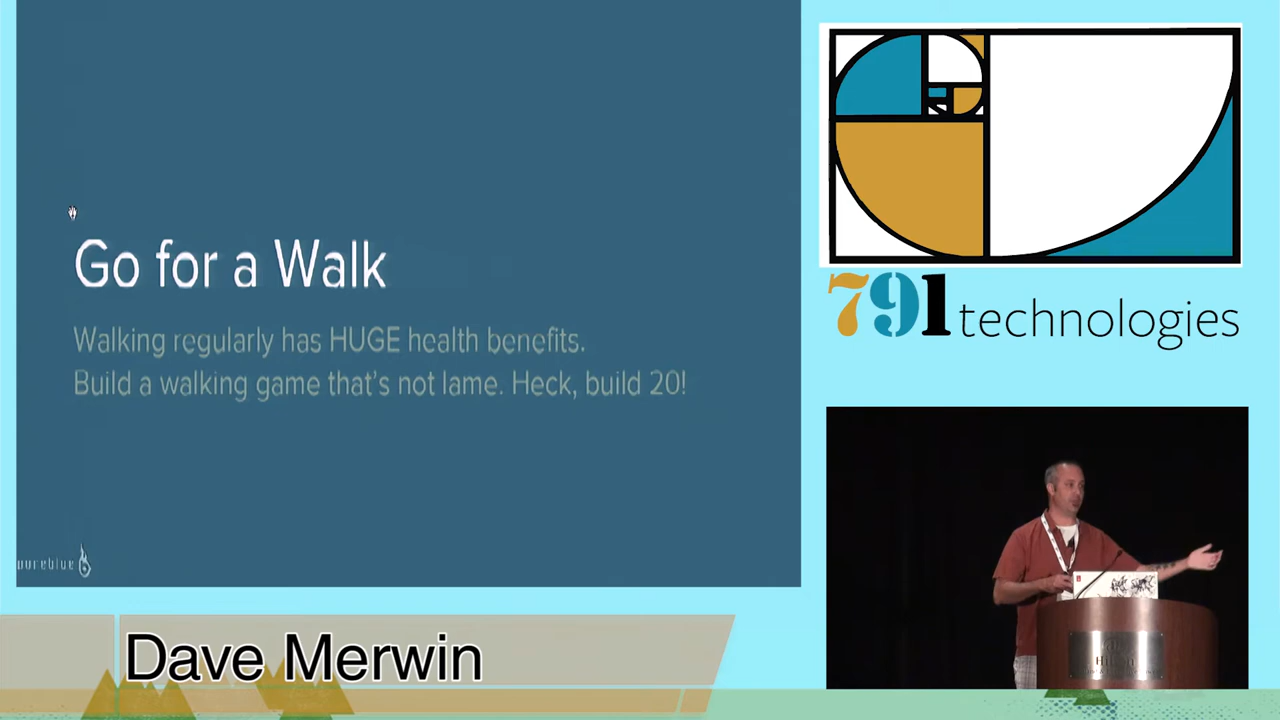 Go for a Walk
Walking regularly has HUGE health benefits.
Build a walking game that's not lame. Heck, build 20!
pureblue
791 technologies
Dave Merwin